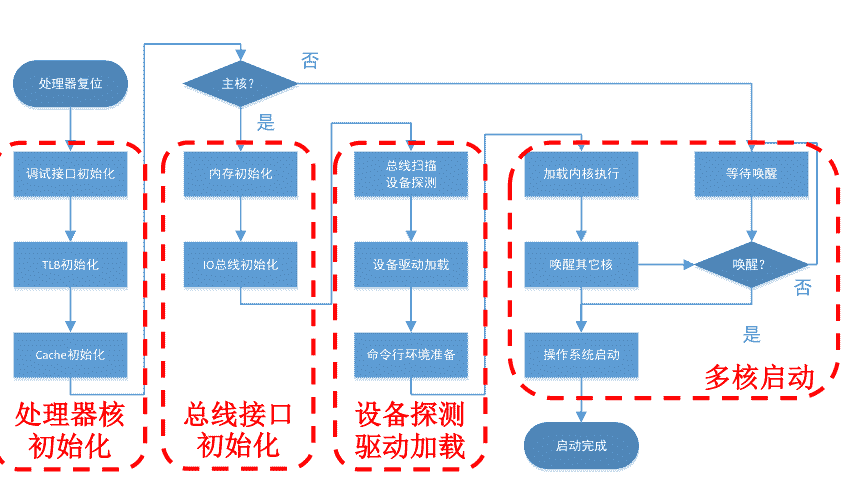 处理器复位
主核?
否
是
调试接口初始化
TLB初始化
Cache初始化
处理器核
初始化
内存初始化
IO总线初始化
总线接口
初始化
总线扫描
设备探测
设备驱动加载
命令行环境准备
设备探测
驱动加载
加载内核执行
唤醒其它核
操作系统启动
等待唤醒
唤醒?
否
是
多核启动
启动完成